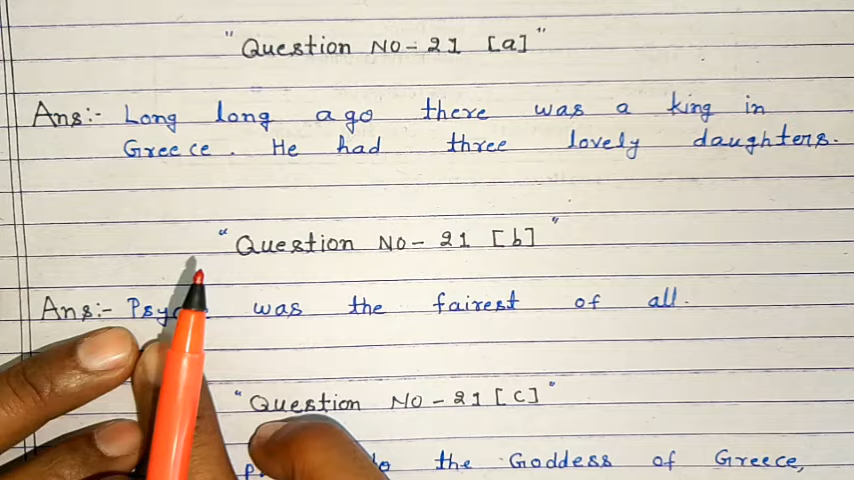 "Question No-21 [a]"
Ans:- Long long ago there was a king in
Greece. He had three lovely daughters.
"Question No-21 [b]"
Ans:- was the fairest of all.
"Question No-21 [c]"
the Goddess of Greece,